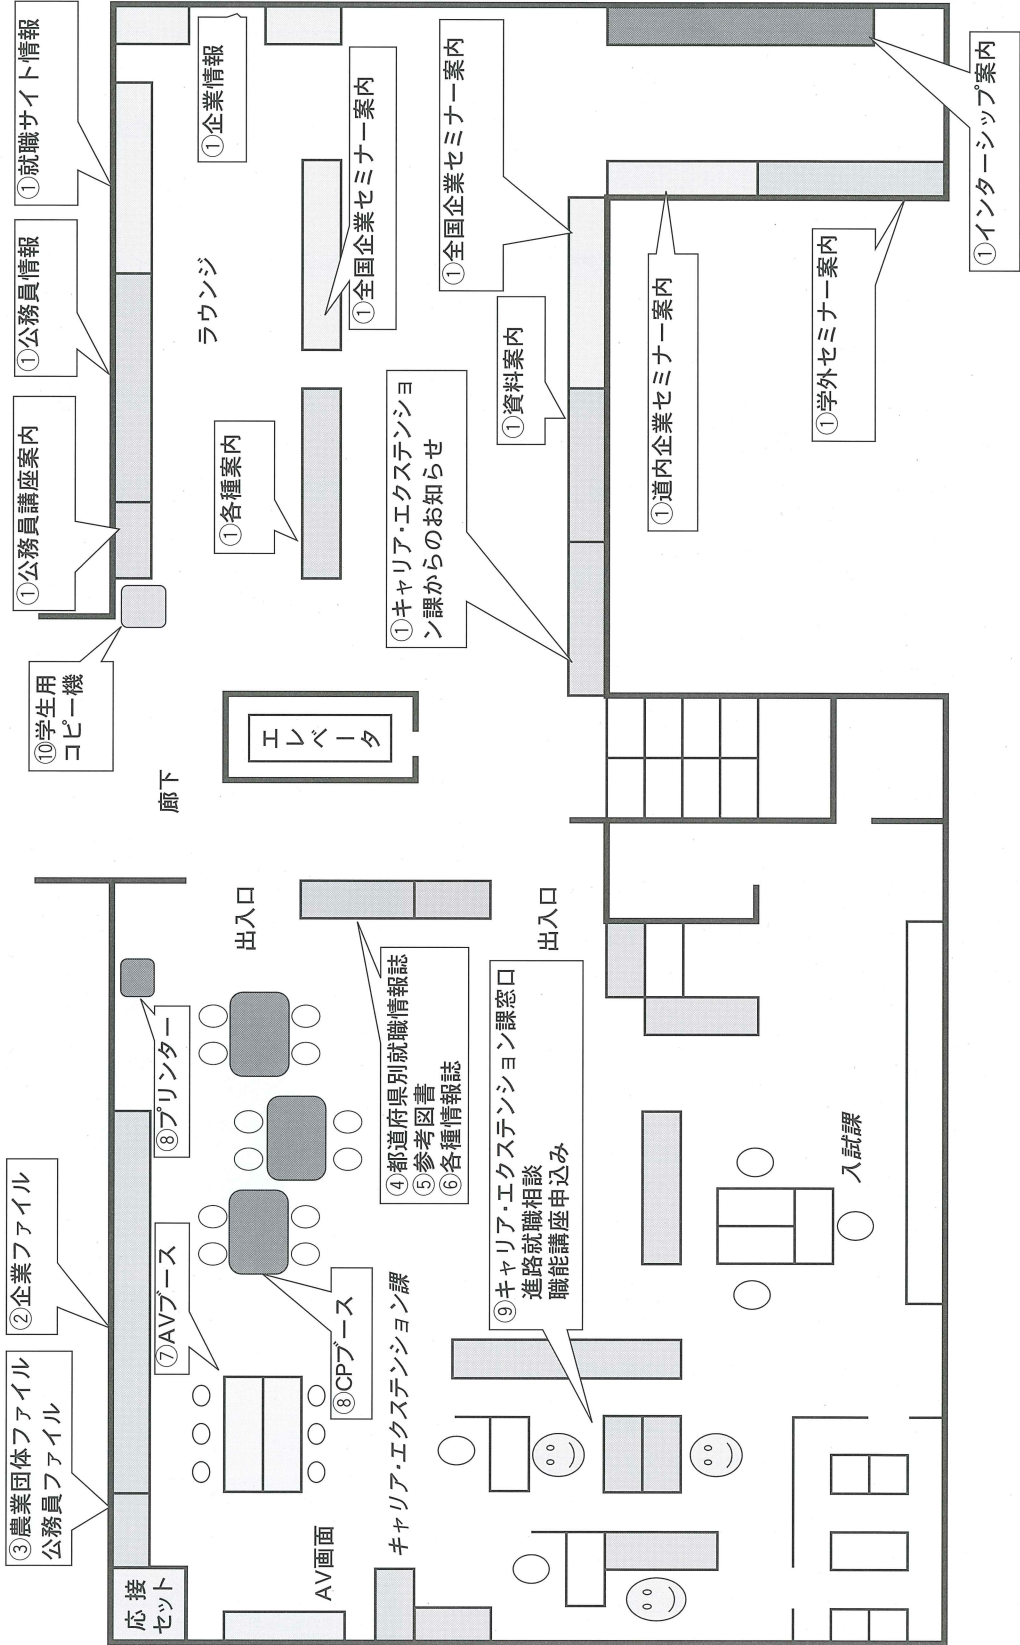 ③農業団体ファイル
公務員ファイル
②企業ファイル
⑩学生用
コピー機
①公務員講座案内
①公務員情報
①就職サイト情報
応接
セット
⑦AVブース
⑧プリンター
廊下
①各種案内
ラウンジ
①企業情報
出入口
エレベータ
AV画面
⑧CPブース
キャリア・エクステンション課
④都道府県別就職情報誌
⑤参考図書
⑥各種情報誌
①キャリア・エクステンショ
ン課からのお知らせ
①全国企業セミナー案内
①全国企業セミナー案内
①資料案内
⑨キャリア・エクステンション課窓口
進路就職相談
職能講座申込み
出入口
①道内企業セミナー案内
①学外セミナー案内
入試課
①インターシップ案内